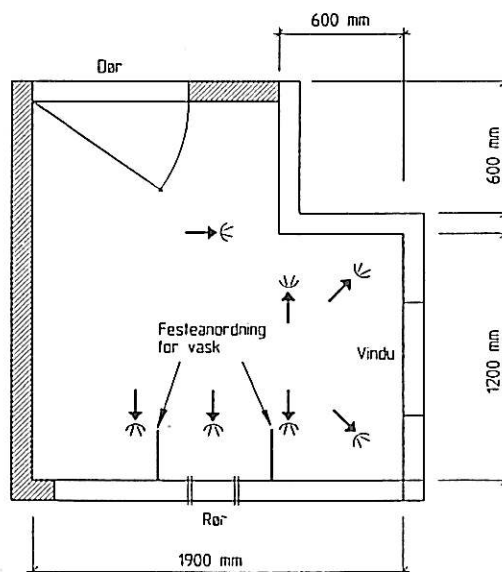 600 mm
Dør
600 mm
Festeanordning
for vask
Vindu
1200 mm
Rør
1900 mm